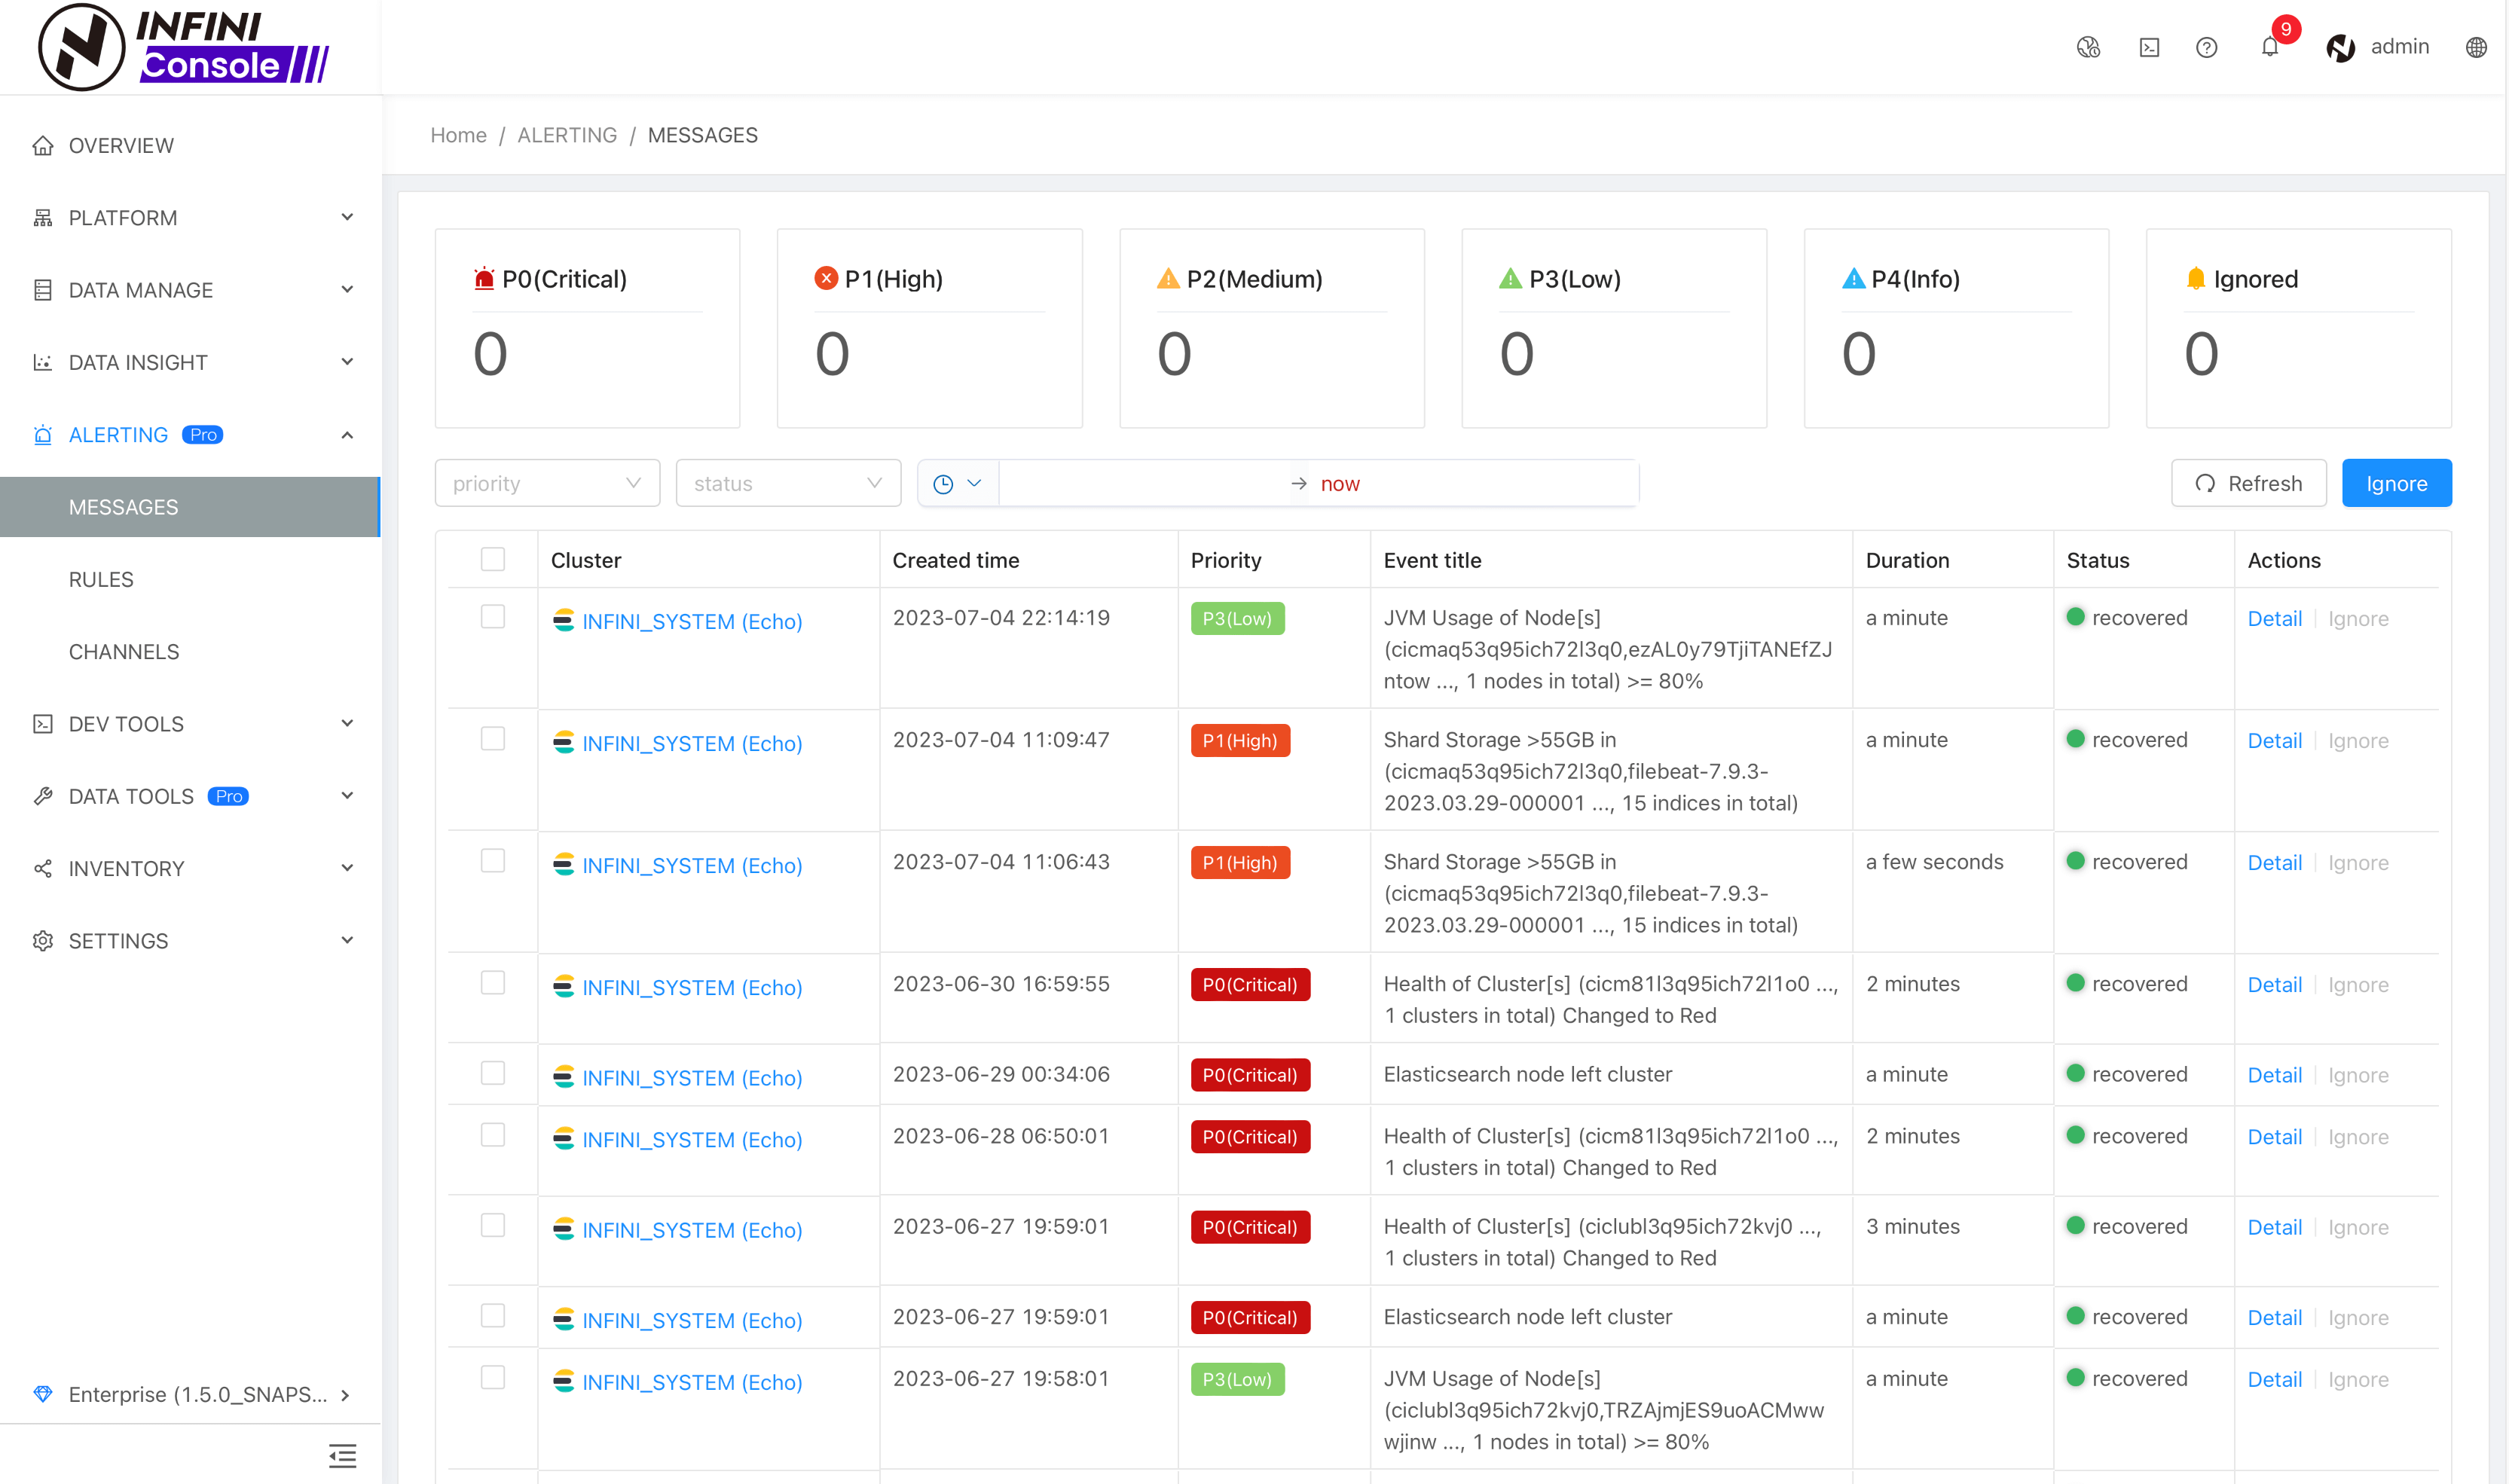 INFINI
Console
9
admin
OVERVIEW
PLATFORM
DATA MANAGE
DATA INSIGHT
ALERTING Pro
MESSAGES
RULES
CHANNELS
DEV TOOLS
DATA TOOLS Pro
INVENTORY
SETTINGS
Enterprise (1.5.0_SNAPS...
Home / ALERTING / MESSAGES
P0(Critical)
0
P1(High)
0
P2(Medium)
0
P3(Low)
0
P4(Info)
0
Ignored
0
priority status → now Refresh Ignore
Cluster Created time Priority Event title Duration Status Actions
INFINI_SYSTEM (Echo) 2023-07-04 22:14:19 P3(Low) JVM Usage of Node[s] a minute recovered Detail Ignore
(cicmaq53q95ich72l3q0,ezAL0y79TjiTANEfZJ
ntow ..., 1 nodes in total) >= 80%
INFINI_SYSTEM (Echo) 2023-07-04 11:09:47 P1(High) Shard Storage >55GB in a minute recovered Detail Ignore
(cicmaq53q95ich72l3q0,filebeat-7.9.3-
2023.03.29-000001 ..., 15 indices in total)
INFINI_SYSTEM (Echo) 2023-07-04 11:06:43 P1(High) Shard Storage >55GB in a few seconds recovered Detail Ignore
(cicmaq53q95ich72l3q0,filebeat-7.9.3-
2023.03.29-000001 ..., 15 indices in total)
INFINI_SYSTEM (Echo) 2023-06-30 16:59:55 P0(Critical) Health of Cluster[s] (cicm81l3q95ich72l1o0 ..., 2 minutes recovered Detail Ignore
1 clusters in total) Changed to Red
INFINI_SYSTEM (Echo) 2023-06-29 00:34:06 P0(Critical) Elasticsearch node left cluster a minute recovered Detail Ignore
INFINI_SYSTEM (Echo) 2023-06-28 06:50:01 P0(Critical) Health of Cluster[s] (cicm81l3q95ich72l1o0 ..., 2 minutes recovered Detail Ignore
1 clusters in total) Changed to Red
INFINI_SYSTEM (Echo) 2023-06-27 19:59:01 P0(Critical) Health of Cluster[s] (ciclubl3q95ich72kvj0 ..., 3 minutes recovered Detail Ignore
1 clusters in total) Changed to Red
INFINI_SYSTEM (Echo) 2023-06-27 19:59:01 P0(Critical) Elasticsearch node left cluster a minute recovered Detail Ignore
INFINI_SYSTEM (Echo) 2023-06-27 19:58:01 P3(Low) JVM Usage of Node[s] a minute recovered Detail Ignore
(ciclubl3q95ich72kvj0,TRZAjmjES9uoACMww
wjinw ..., 1 nodes in total) >= 80%